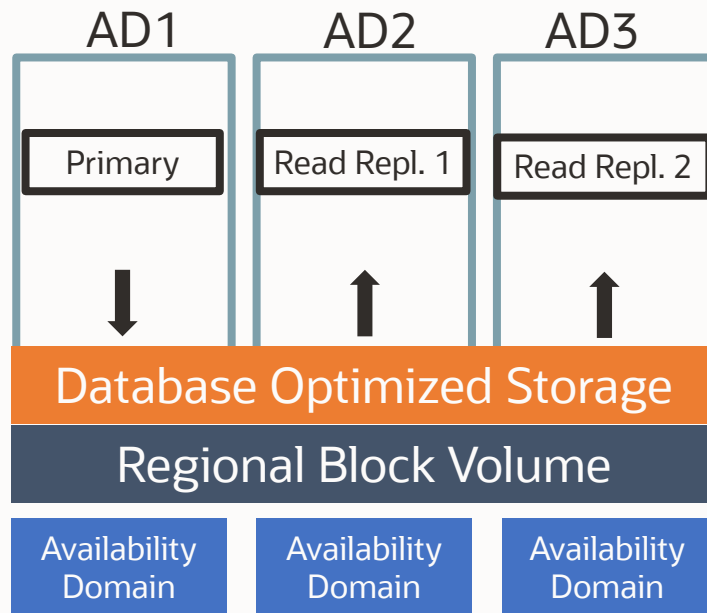 AD1
AD2
AD3
Primary
Read Repl. 1
Read Repl. 2
Database Optimized Storage
Regional Block Volume
Availability
Domain
Availability
Domain
Availability
Domain